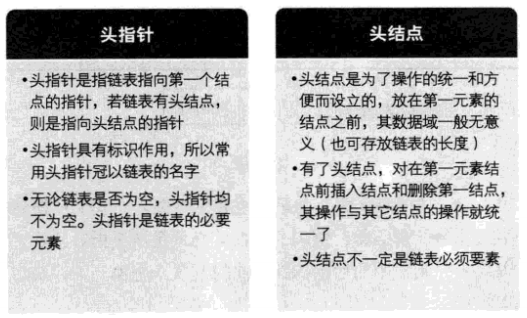 头指针
•头指针是指链表指向第一个结
点的指针，若链表有头结点，
则是指向头结点的指针
•头指针具有标识作用，所以常
用头指针冠以链表的名字
•无论链表是否为空，头指针均
不为空。头指针是链表的必要
元素
头结点
•头结点是为了操作的统一和方
便而设立的，放在第一元素的
结点之前，其数据域一般无意
义（也可存放链表的长度）
•有了头结点，对在第一元素结
点前插入结点和删除第一结点，
其操作与其它结点的操作就统
一了
•头结点不一定是链表必须要素